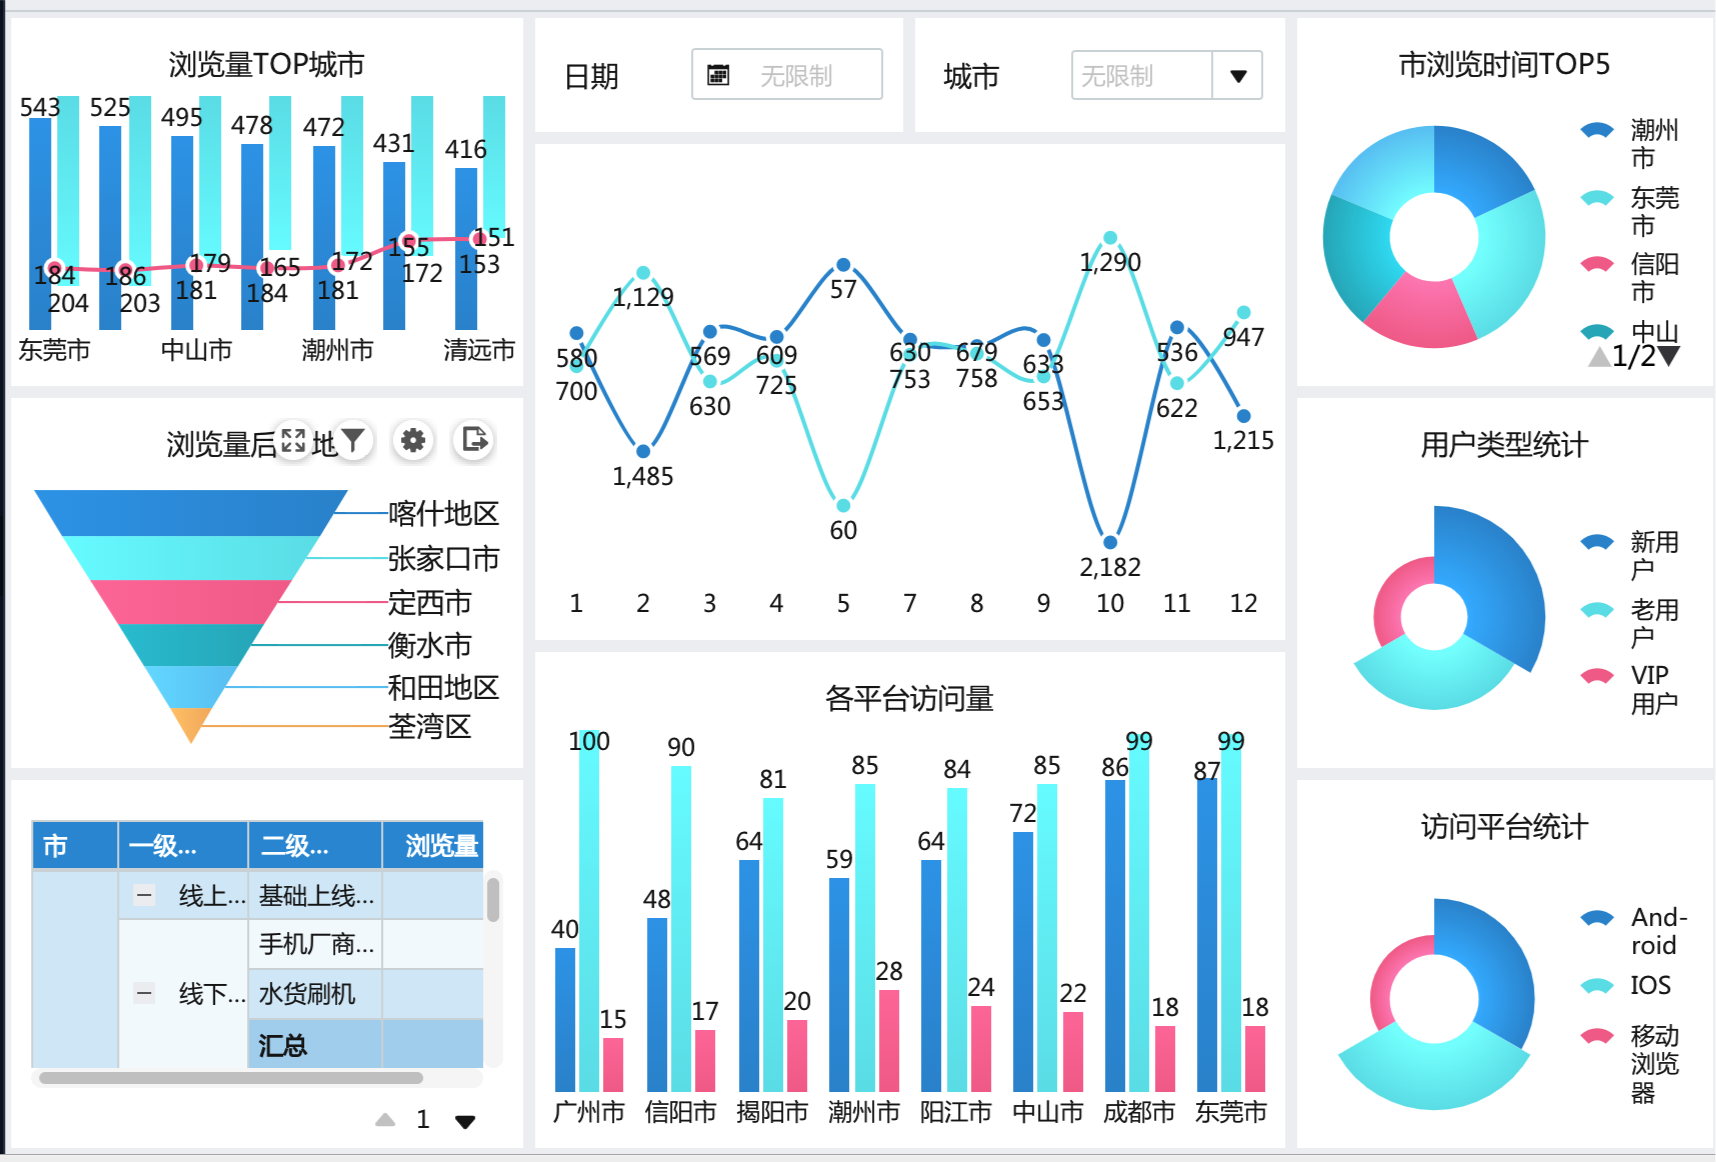 浏览量TOP城市
543
525
495
478
472
431
416
184
186
179
165
172
155
151
204
203
181
184
181
172
153
东莞市
中山市
潮州市
清远市
日期
无限制
城市
无限制
市浏览时间TOP5
潮州
市
东莞
市
信阳
市
中山
1/2
1,129
57
1,290
580
569
609
630
679
633
536
947
700
630
725
753
758
653
622
1,485
60
2,182
1,215
1 2 3 4 5 7 8 9 10 11 12
浏览量后
地
喀什地区
张家口市
定西市
衡水市
和田地区
荃湾区
用户类型统计
新用
户
老用
户
VIP
用户
各平台访问量
100
90
81
85
84
85
99
99
40
48
64
59
64
72
86
87
15
17
20
28
24
22
18
18
广州市 信阳市 揭阳市 潮州市 阳江市 中山市 成都市 东莞市
市 一级... 二级... 浏览量
线上... 基础上线...
手机厂商...
线下... 水货刷机
汇总
1
访问平台统计
And-
roid
IOS
移动
浏览
器